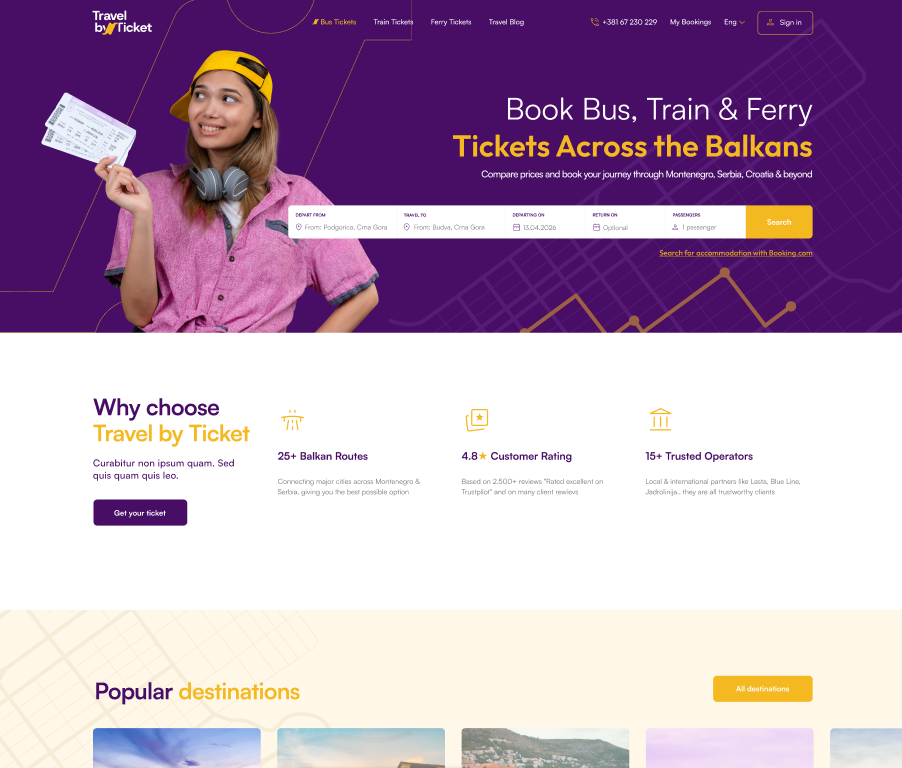 Travel
by Ticket
Bus Tickets
Train Tickets
Ferry Tickets
Travel Blog
+381 67 230 229
My Bookings
Eng
Sign in
Book Bus, Train & Ferry
Tickets Across the Balkans
Compare prices and book your journey through Montenegro, Serbia, Croatia & beyond
DEPART FROM
From: Podgorica, Crna Gora
TRAVEL TO
From: Budva, Crna Gora
DEPARTING ON
13.04.2026
RETURN ON
Optional
PASSENGERS
1 passenger
Search
Search for accommodation with Booking.com
Why choose
Travel by Ticket
Curabitur non ipsum quam. Sed
quis quam quis leo.
Get your ticket
25+ Balkan Routes
Connecting major cities across Montenegro &
Serbia, giving you the best possible option
4.8★ Customer Rating
Based on 2,500+ reviews "Rated excellent on
Trustpilot" and on many client rewievs
15+ Trusted Operators
Local & international partners like Lasta, Blue Line,
Jadrolinija.. they are all trustworthy clients
Popular destinations
All destinations